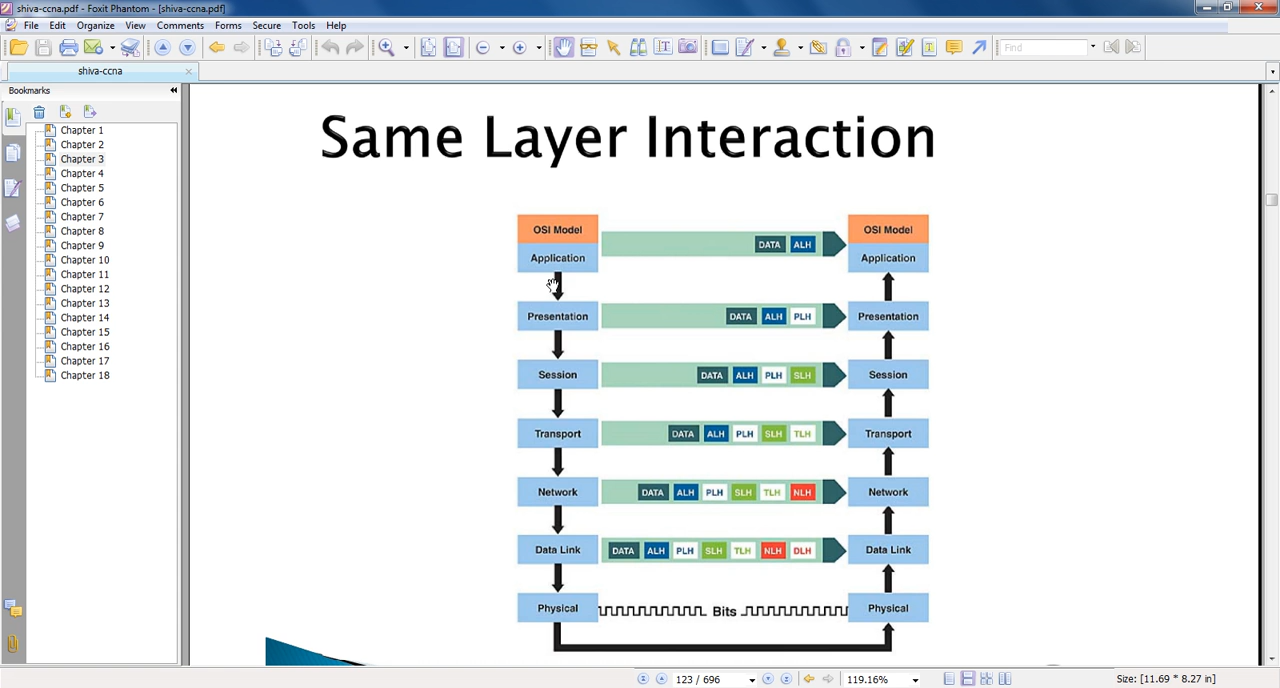 shiva-ccna.pdf - Foxit Phantom - [shiva-ccna.pdf]
File Edit Organize View Comments Forms Secure Tools Help
Find
shiva-ccna
Bookmarks
Chapter 1
Chapter 2
Chapter 3
Chapter 4
Chapter 5
Chapter 6
Chapter 7
Chapter 8
Chapter 9
Chapter 10
Chapter 11
Chapter 12
Chapter 13
Chapter 14
Chapter 15
Chapter 16
Chapter 17
Chapter 18
Same Layer Interaction
OSI Model OSI Model
DATA ALH
Application Application
Presentation DATA ALH PLH Presentation
Session DATA ALH PLH SLH Session
Transport DATA ALH PLH SLH TLH Transport
Network DATA ALH PLH SLH TLH NLH Network
Data Link DATA ALH PLH SLH TLH NLH DLH Data Link
Physical Bits Physical
123 / 696 119.16% Size: [11.69 * 8.27 in]